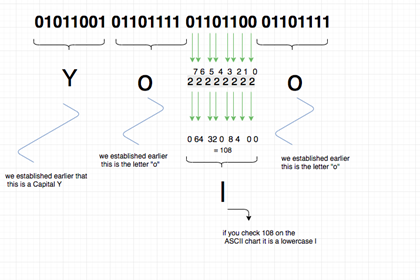 01011001 01101111 01101100 01101111
Y o o
7 6 5 4 3 2 1 0
2 2 2 2 2 2 2 2
0 64 32 0 8 4 0 0
= 108
we established earlier that
this is a Capital Y
we established earlier
this is the letter "o"
we established earlier
this is the letter "o"
l
if you check 108 on the
ASCII chart it is a lowercase l